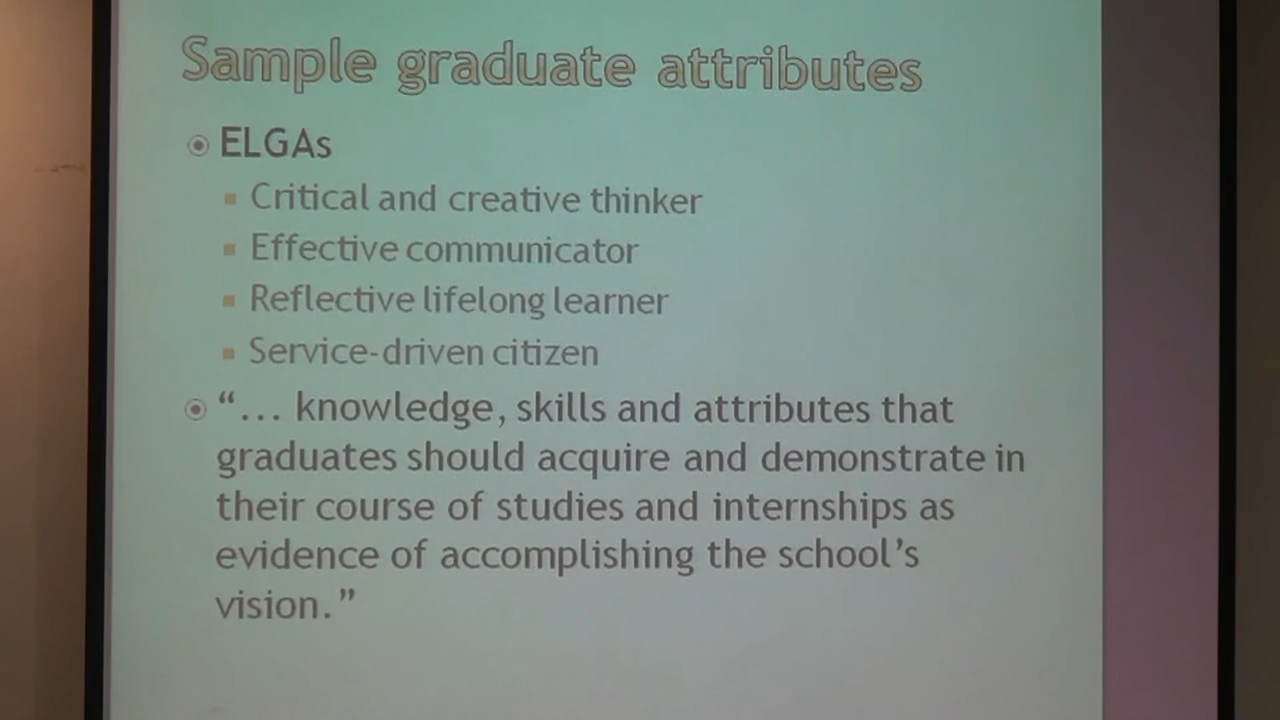 Sample graduate attributes
ELGAs
Critical and creative thinker
Effective communicator
Reflective lifelong learner
Service-driven citizen
“... knowledge, skills and attributes that
graduates should acquire and demonstrate in
their course of studies and internships as
evidence of accomplishing the school’s
vision.”